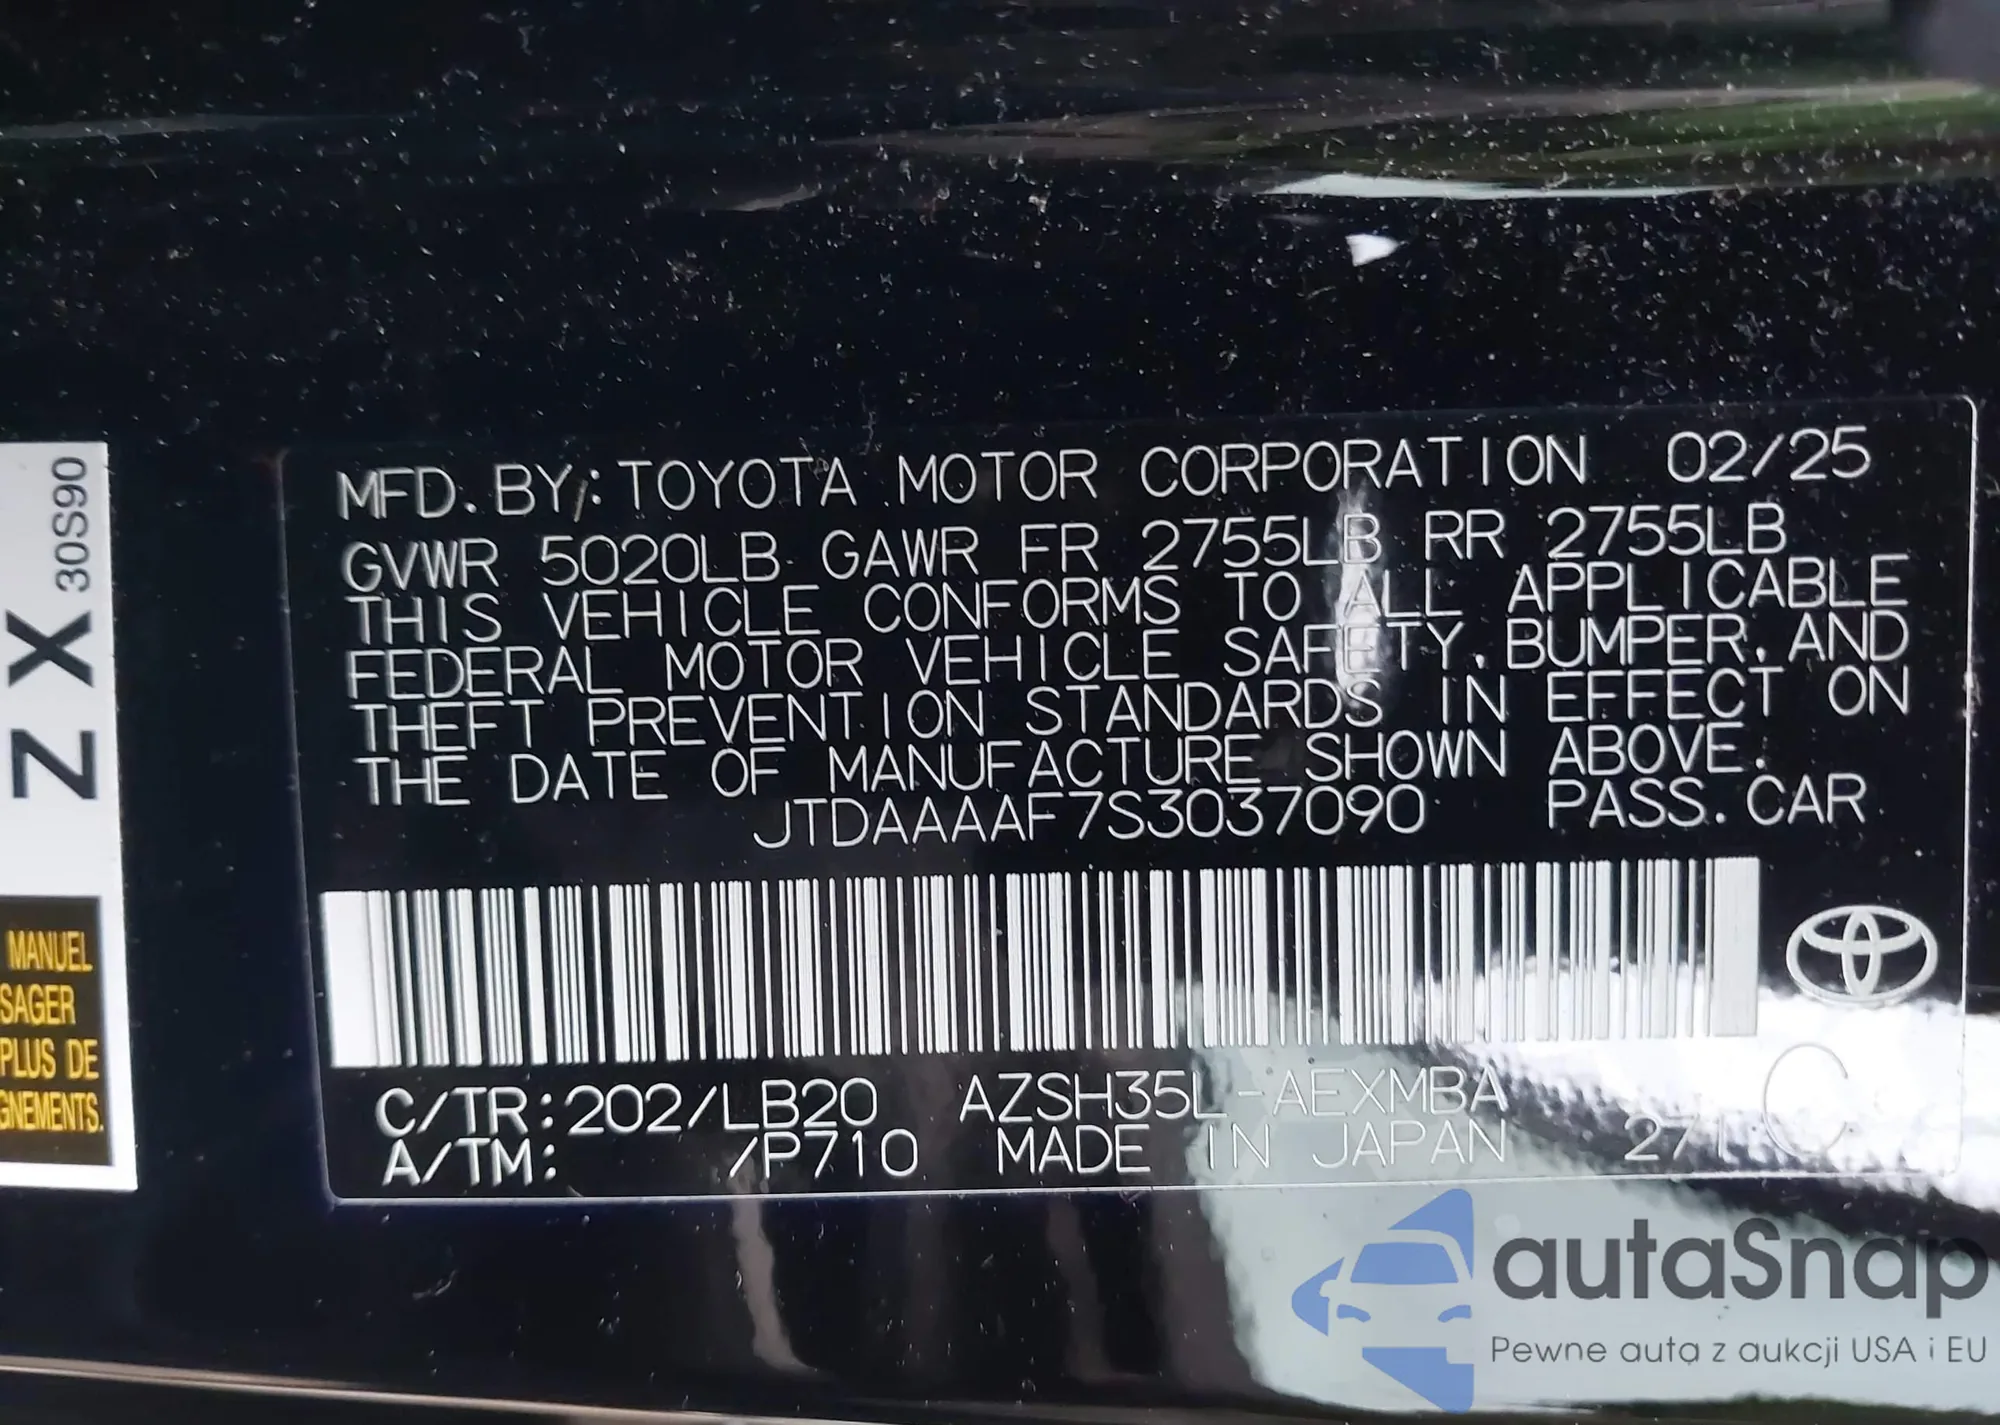 MFD. BY: TOYOTA MOTOR CORPORATION 02/25
GVWR 5020LB GAWR FR 2755LB RR 2755LB
THIS VEHICLE CONFORMS TO ALL APPLICABLE
FEDERAL MOTOR VEHICLE SAFETY, BUMPER, AND
THEFT PREVENTION STANDARDS IN EFFECT ON
THE DATE OF MANUFACTURE SHOWN ABOVE.
JTDAAAAF7S3037090 PASS. CAR
C/TR:202/LB20 AZSH35L-AEXMBA
A/TM: /P710 MADE IN JAPAN 271 C
ZX 30S90
MANUEL
SAGER
PLUS DE
GNEMENTS.
autaSnap
Pewne auta z aukcji USA i EU